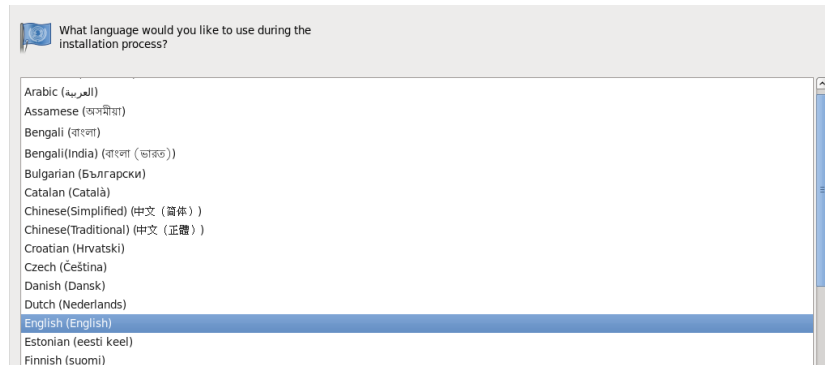 What language would you like to use during the
installation process?
Arabic (العربية)
Assamese (অসমীয়া)
Bengali (বাংলা)
Bengali(India) (বাংলা (ভারত))
Bulgarian (Български)
Catalan (Català)
Chinese(Simplified) (中文（简体）)
Chinese(Traditional) (中文（正體）)
Croatian (Hrvatski)
Czech (Čeština)
Danish (Dansk)
Dutch (Nederlands)
English (English)
Estonian (eesti keel)
Finnish (suomi)